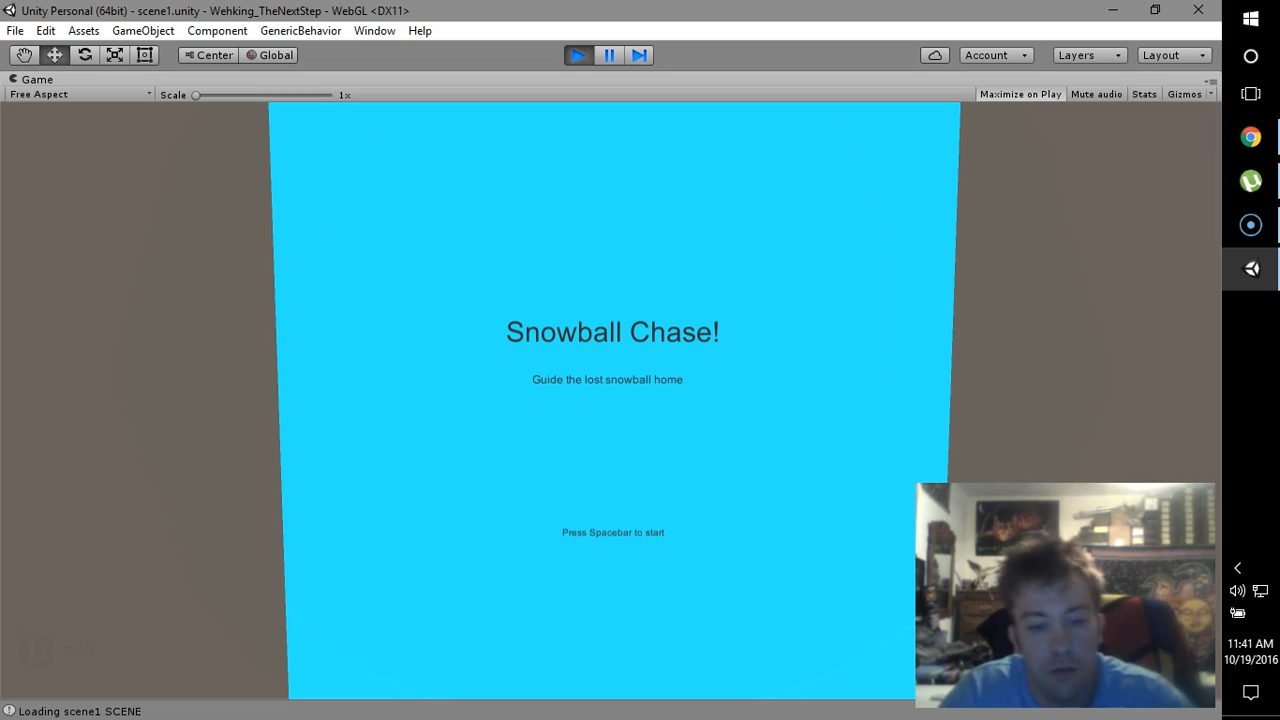 Unity Personal (64bit) - scene1.unity - Wehking_TheNextStep - WebGL <DX11>
File Edit Assets GameObject Component GenericBehavior Window Help
Center Global Account Layers Layout
Game
Free Aspect Scale 1x Maximize on Play Mute audio Stats Gizmos
Snowball Chase!
Guide the lost snowball home
Press Spacebar to start
Loading scene1 SCENE
11:41 AM
10/19/2016